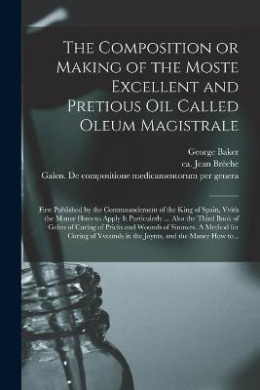 The Composition or
Making of the Moste
Excellent and
Pretious Oil Called
Oleum Magistrale
George Baker
ca. Jean Brèche
Galen. De compositione medicamentorum per genera
First Published by the Commaundement of the King of Spain, Vvith
the Maner Howe to Apply It Particulerly ... Also the Third Book of
Galen of Curing of Pricks and Wounds of Sinowes. A Method for
Curing of Vvounds in the Joynts, and the Maner How to...